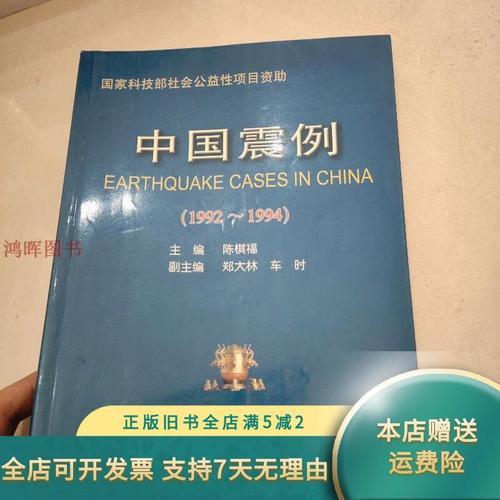 国家科技部社会公益性项目资助
中国震例
EARTHQUAKE CASES IN CHINA
(1992～1994)
主编 陈棋福
副主编 郑大林 车时
鸿晖旧书
正版旧书全店满5减2
本店赠送
运费险
全店可开发票 支持7天无理由